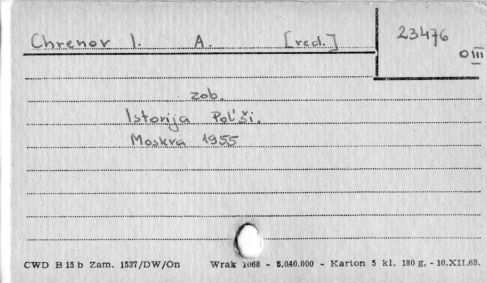 Chrenov I. A. [red.]
23476
O III
zob.
Istorija Pol'ši.
Moskva 1955
CWD B 15 b Zam. 1537/DW/On Wrak 1068 - 5.040.000 - Karton 5 kl. 180 g. - 10.XII.68.